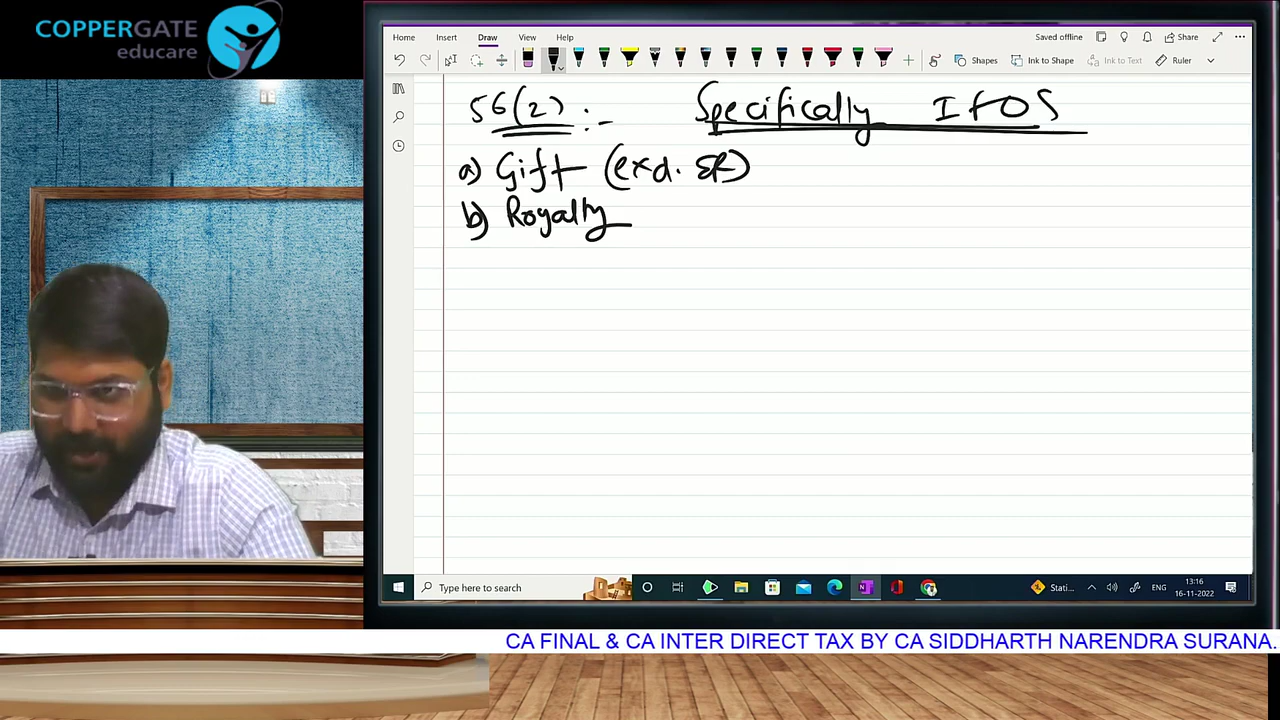 COPPERGATE
educare
Home Insert Draw View Help
Saved offline
Share
Shapes
Ink to Shape
Ink to Text
Ruler
56(2) :- Specifically IFOS
a) Gift (excl. SR)
b) Royalty
Type here to search
Stati...
ENG
13:16
16-11-2022
CA FINAL & CA INTER DIRECT TAX BY CA SIDDHARTH NARENDRA SURANA.